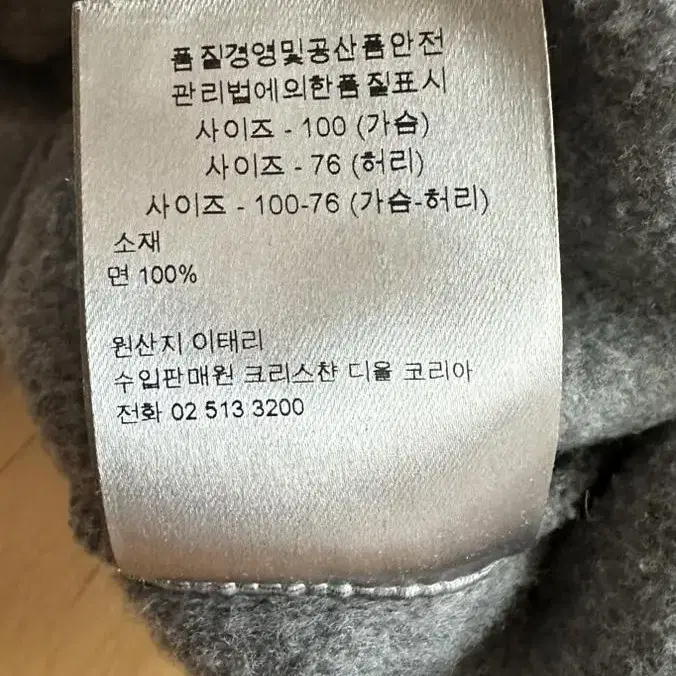 품질경영및공산품안전
관리법에의한품질표시
사이즈 - 100 (가슴)
사이즈 - 76 (허리)
사이즈 - 100-76 (가슴-허리)
소재
면 100%
원산지 이태리
수입판매원 크리스챤 디올 코리아
전화 02 513 3200